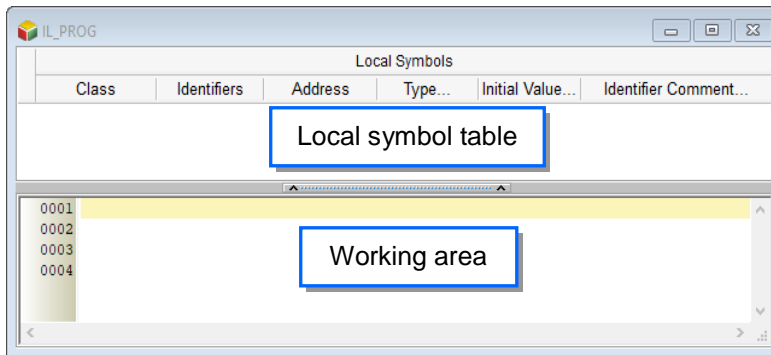 IL_PROG
Local Symbols
Class Identifiers Address Type... Initial Value... Identifier Comment...
Local symbol table
0001
0002
0003
0004
Working area